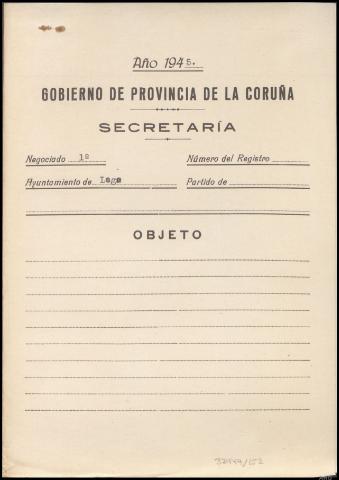 Año 1945.
GOBIERNO DE PROVINCIA DE LA CORUÑA
SECRETARÍA
Negociado 1º Número del Registro
Ayuntamiento de Lage Partido de
OBJETO